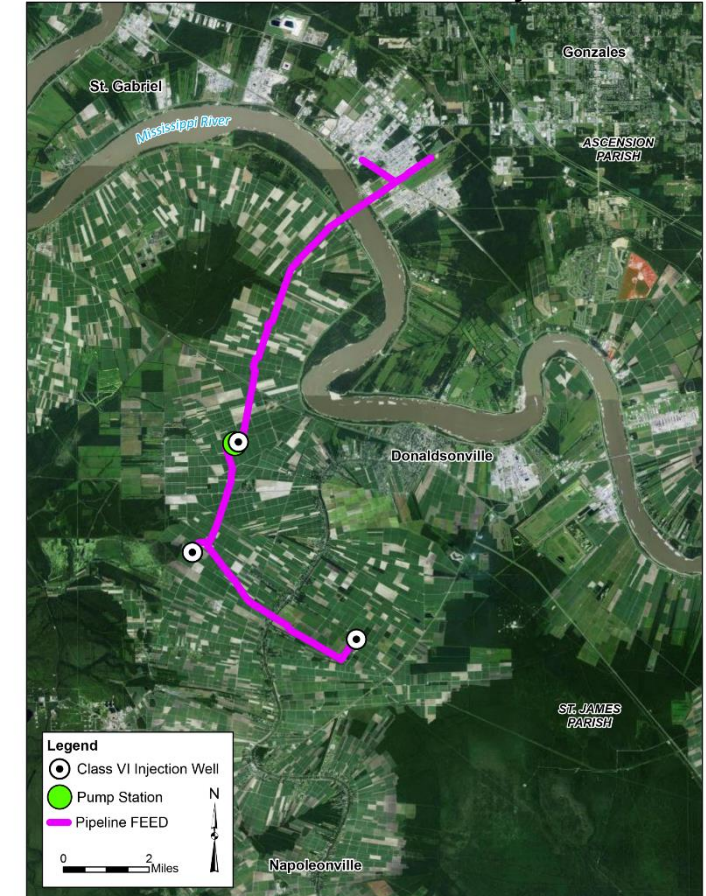 Gonzales
St. Gabriel
Mississippi River
ASCENSION
PARISH
Donaldsonville
ST. JAMES
PARISH
Legend
Class VI Injection Well
Pump Station
Pipeline FEED
N
0 2
Miles
Napoleonville